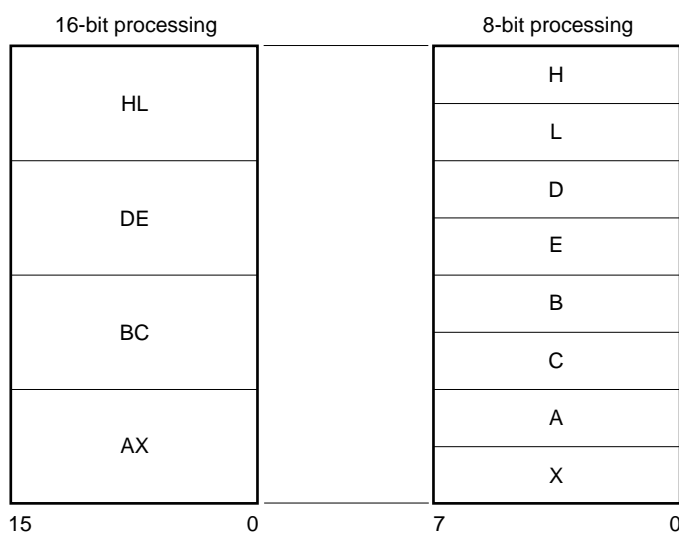 16-bit processing
8-bit processing
HL
DE
BC
AX
H
L
D
E
B
C
A
X
15 0
7 0